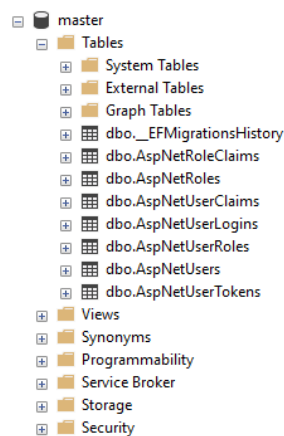 master
Tables
System Tables
External Tables
Graph Tables
dbo.__EFMigrationsHistory
dbo.AspNetRoleClaims
dbo.AspNetRoles
dbo.AspNetUserClaims
dbo.AspNetUserLogins
dbo.AspNetUserRoles
dbo.AspNetUsers
dbo.AspNetUserTokens
Views
Synonyms
Programmability
Service Broker
Storage
Security